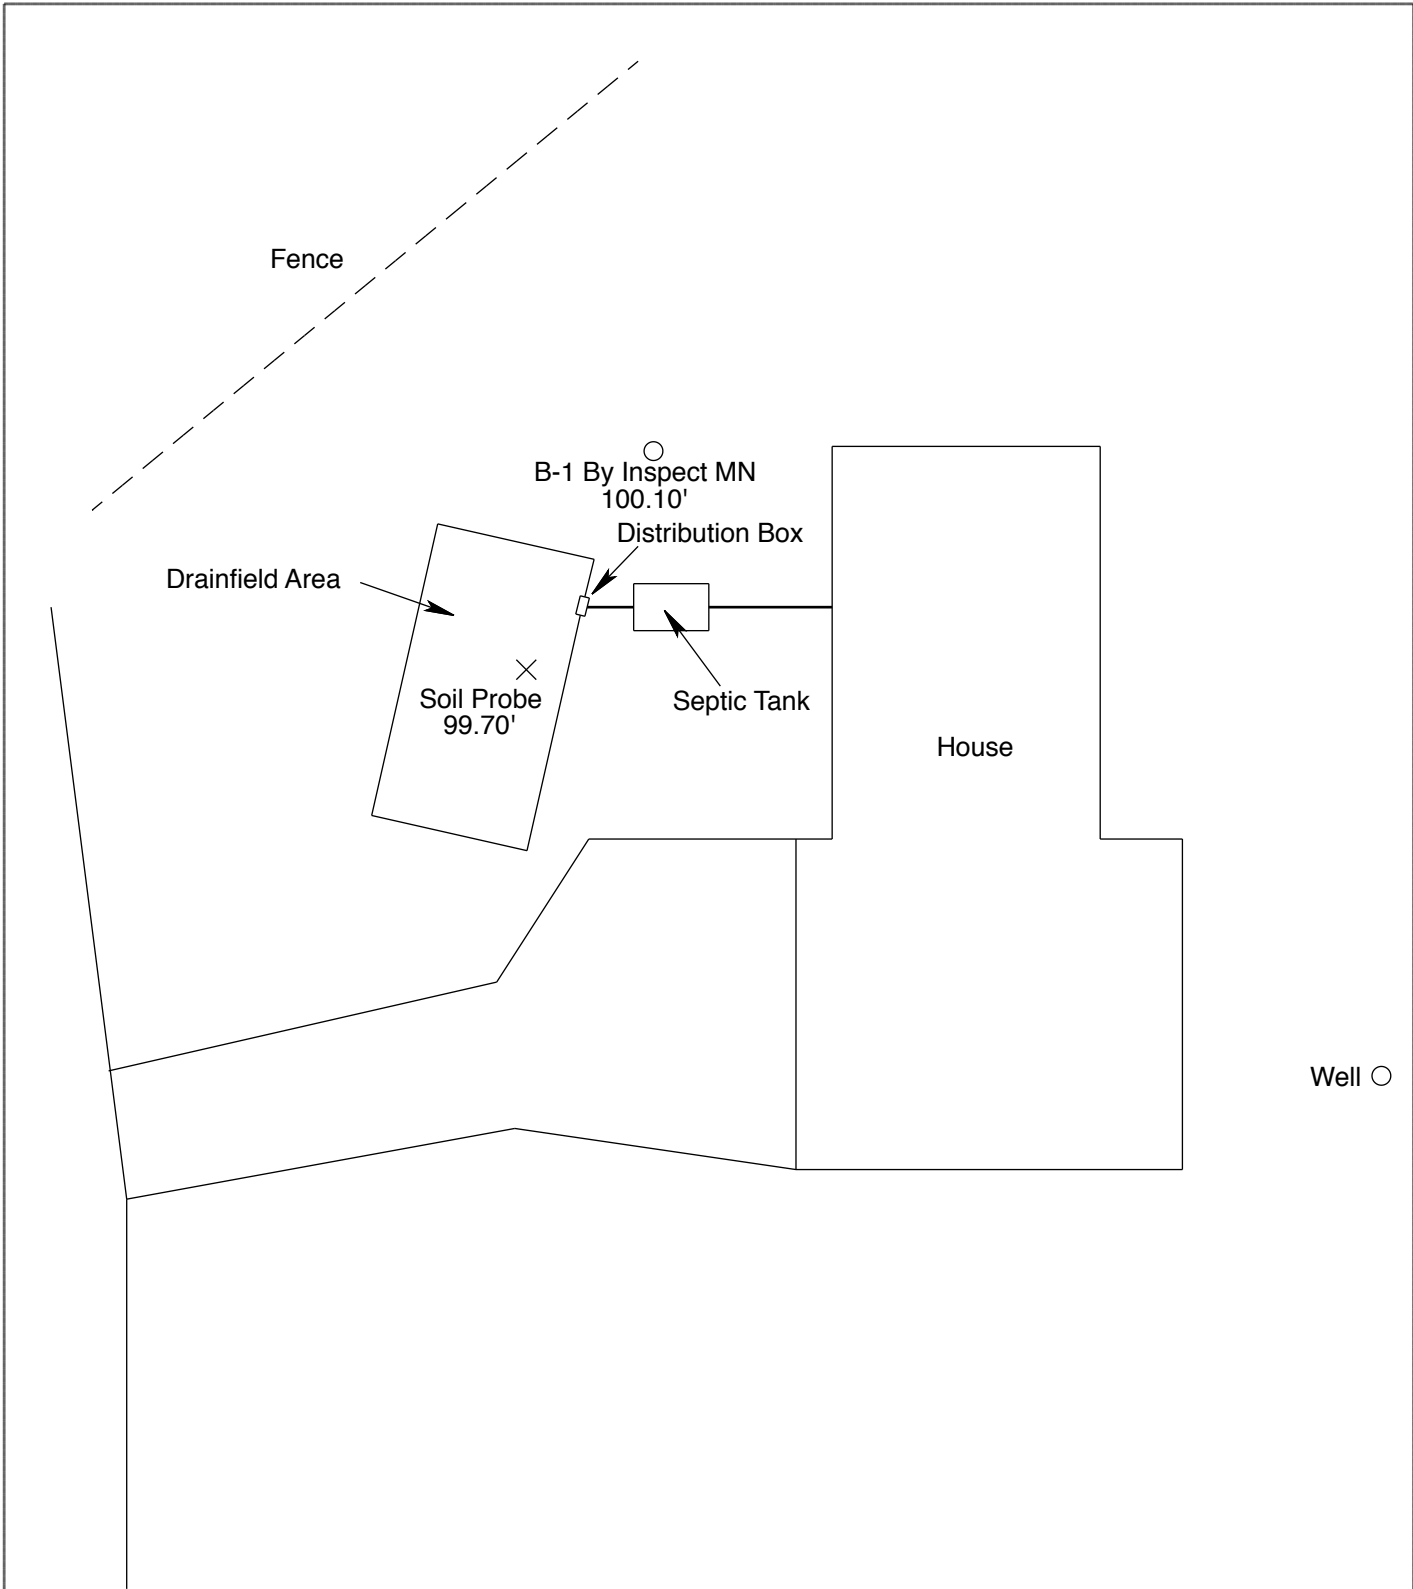 Fence
B-1 By Inspect MN
100.10'
Distribution Box
Drainfield Area
Soil Probe
99.70'
Septic Tank
House
Well